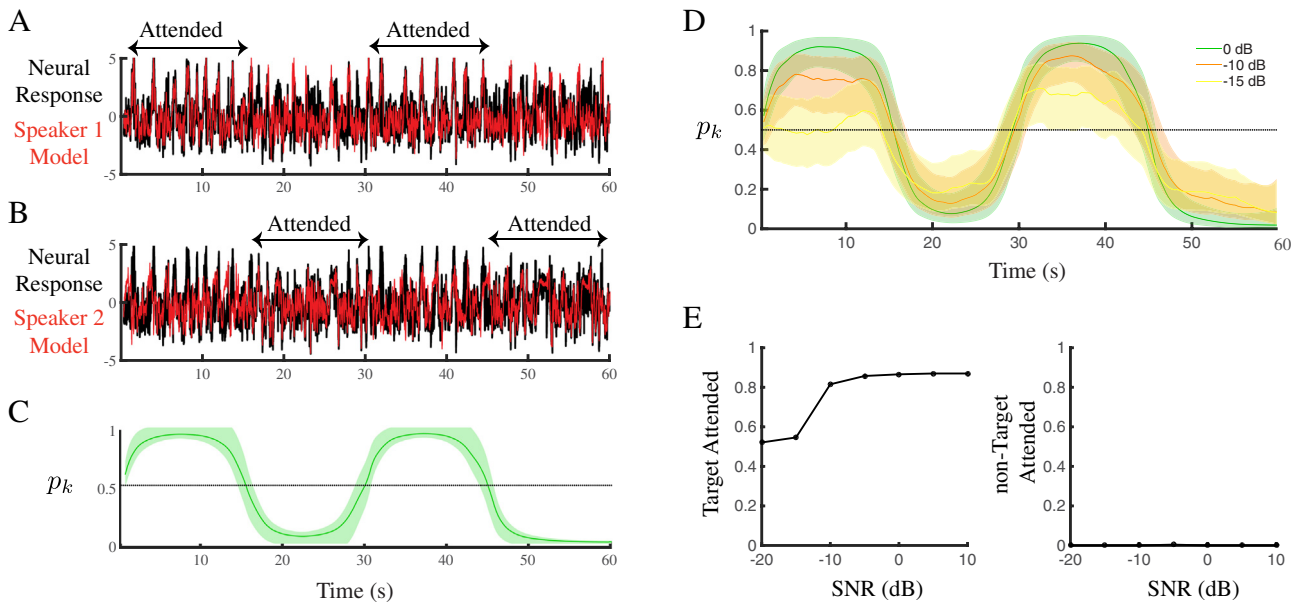 A
Attended
Attended
Neural
Response
Speaker 1
Model
5
0
-5
10
20
30
40
50
60
B
Attended
Attended
Neural
Response
Speaker 2
Model
5
0
-5
10
20
30
40
50
60
C
p_k
1
0.5
0
10
20
30
40
50
60
Time (s)
D
0 dB
-10 dB
-15 dB
p_k
1
0.8
0.6
0.4
0.2
0
10
20
30
40
50
60
Time (s)
E
Target Attended
1
0.8
0.6
0.4
0.2
0
-20
-10
0
10
SNR (dB)
non-Target
Attended
1
0.8
0.6
0.4
0.2
0
-20
-10
0
10
SNR (dB)